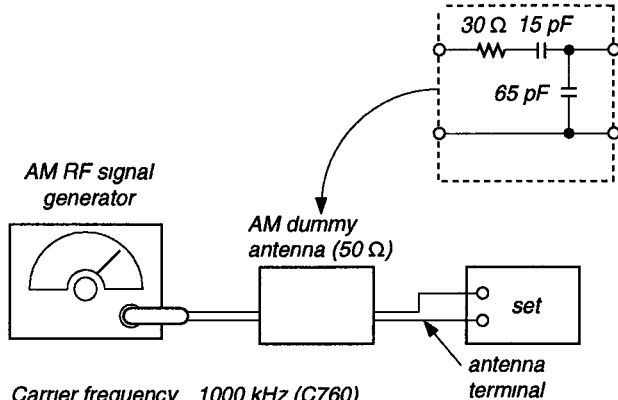 30 Ω 15 pF
65 pF
AM RF signal
generator
AM dummy
antenna (50 Ω)
set
antenna
terminal
Carrier frequency 1000 kHz (C760)